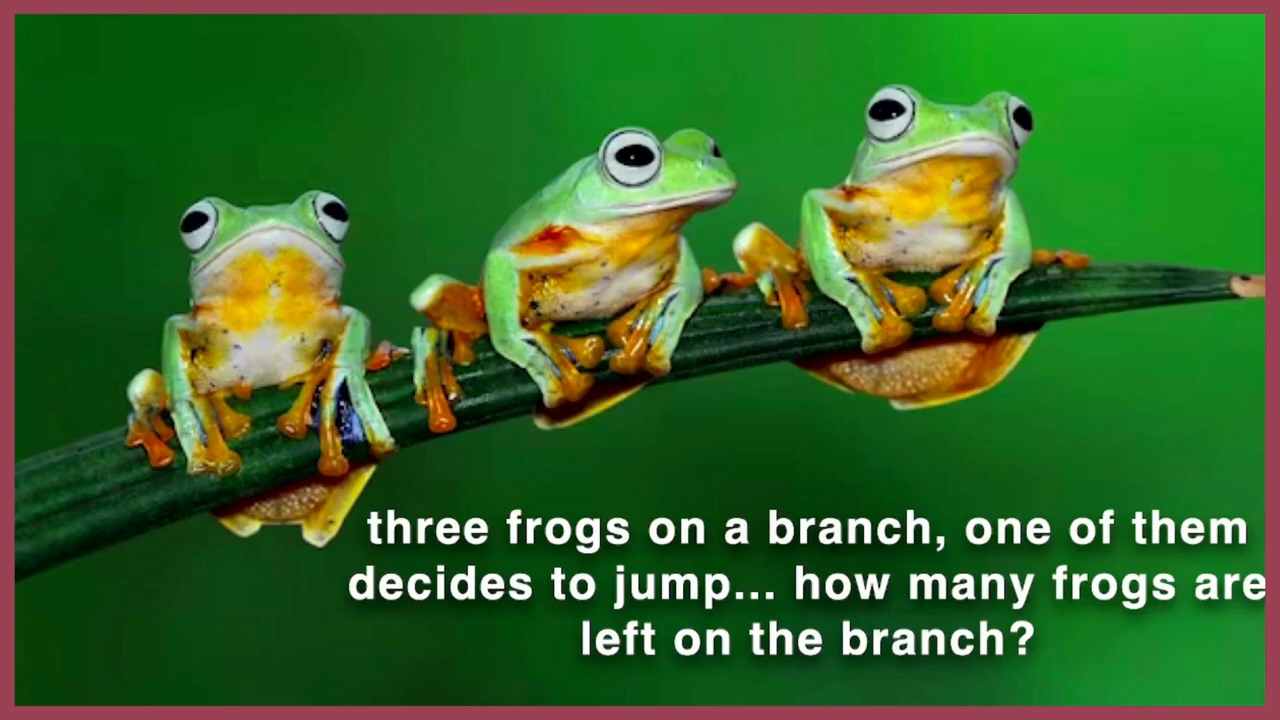 three frogs on a branch, one of them
decides to jump... how many frogs are
left on the branch?